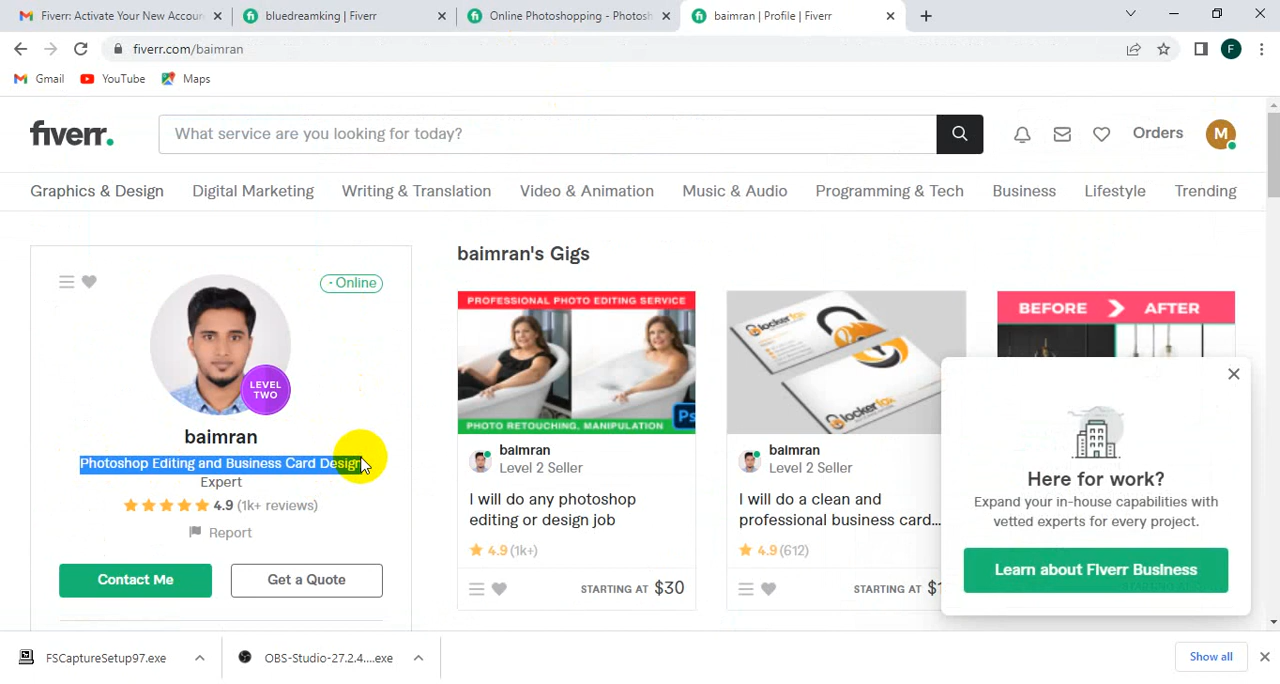 Fiverr: Activate Your New Accoun
bluedreamking | Fiverr
Online Photoshopping - Photosh
baimran | Profile | Fiverr
fiverr.com/baimran
F
Gmail
YouTube
Maps
fiverr.
What service are you looking for today?
Orders
M
Graphics & Design
Digital Marketing
Writing & Translation
Video & Animation
Music & Audio
Programming & Tech
Business
Lifestyle
Trending
- Online
LEVEL
TWO
baimran
Photoshop Editing and Business Card Design
Expert
4.9 (1k+ reviews)
Report
Contact Me
Get a Quote
baimran's Gigs
PROFESSIONAL PHOTO EDITING SERVICE
Ps
PHOTO RETOUCHING, MANIPULATION
baimran
Level 2 Seller
I will do any photoshop
editing or design job
4.9 (1k+)
STARTING AT $30
lockerfox
lockerfox
baimran
Level 2 Seller
I will do a clean and
professional business card...
4.9 (612)
STARTING AT $1
BEFORE AFTER
Here for work?
Expand your in-house capabilities with
vetted experts for every project.
Learn about Fiverr Business
FSCaptureSetup97.exe
OBS-Studio-27.2.4....exe
Show all